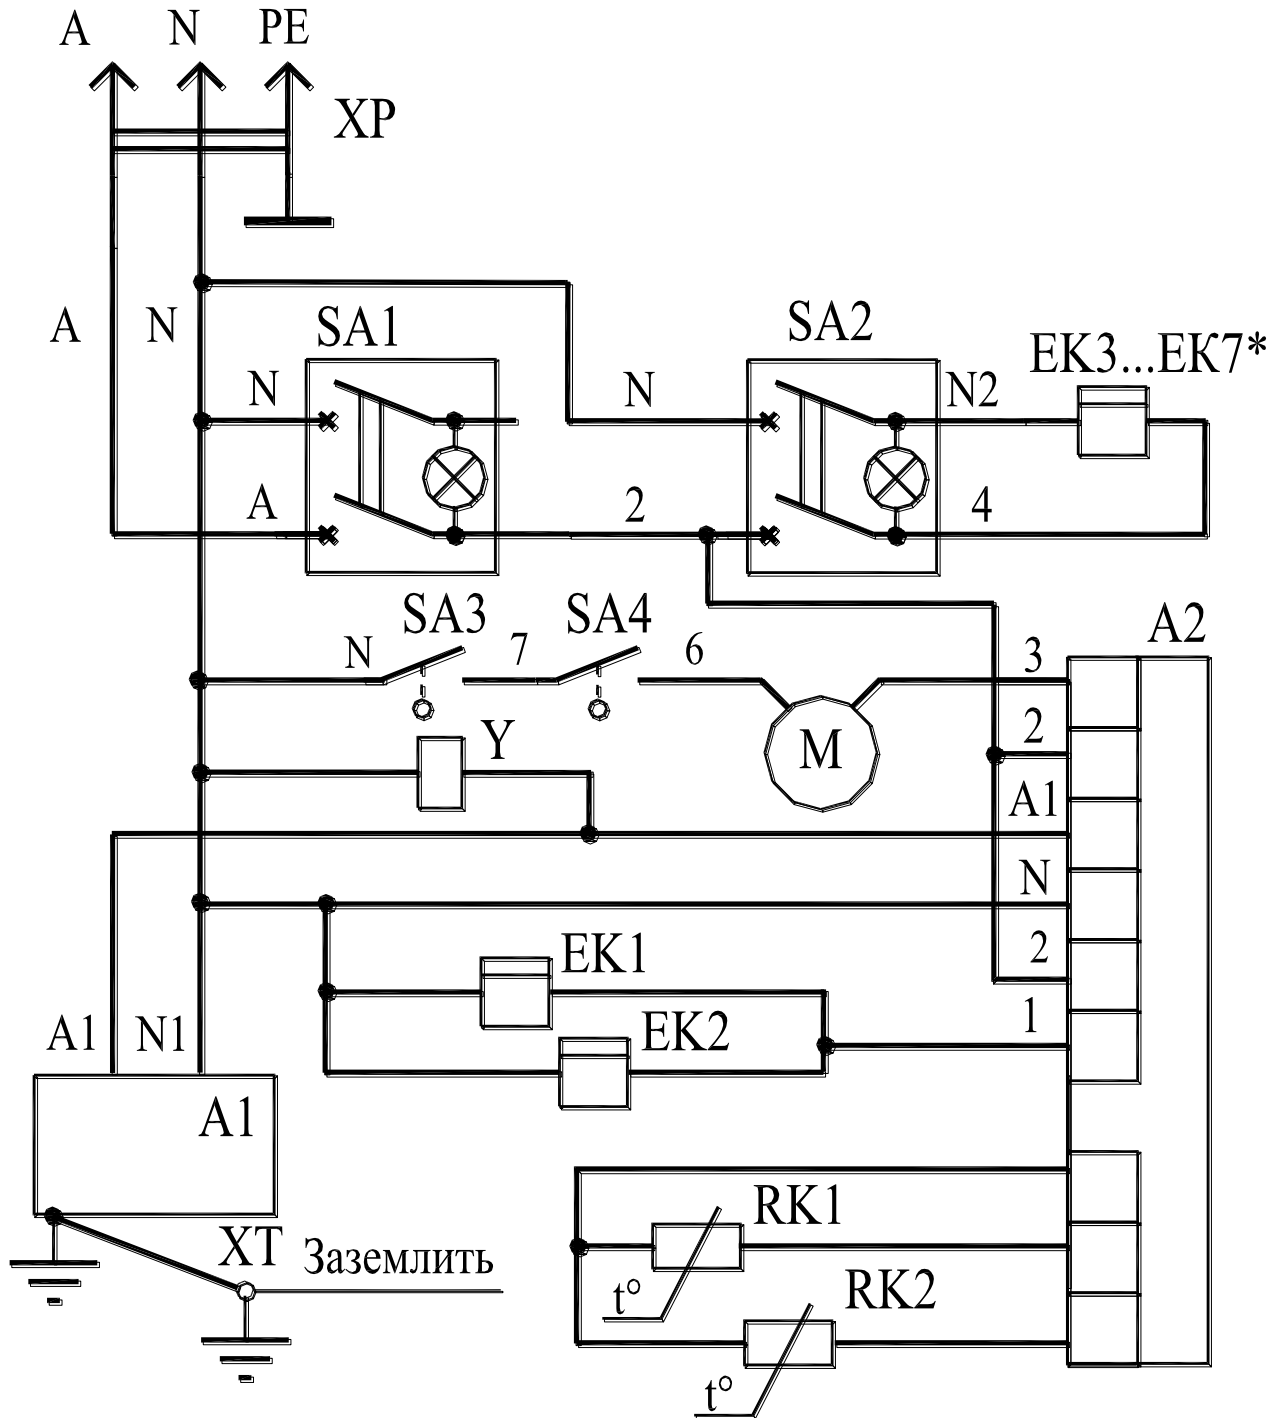 A N PE
XP
A N SA1 SA2 EK3...EK7*
N N N2
A 2 4
SA3 SA4 A2
N 7 6 3
Y M 2
A1
N
EK1 2
A1 N1 EK2 1
A1
RK1
XT Заземлить
t° RK2
t°